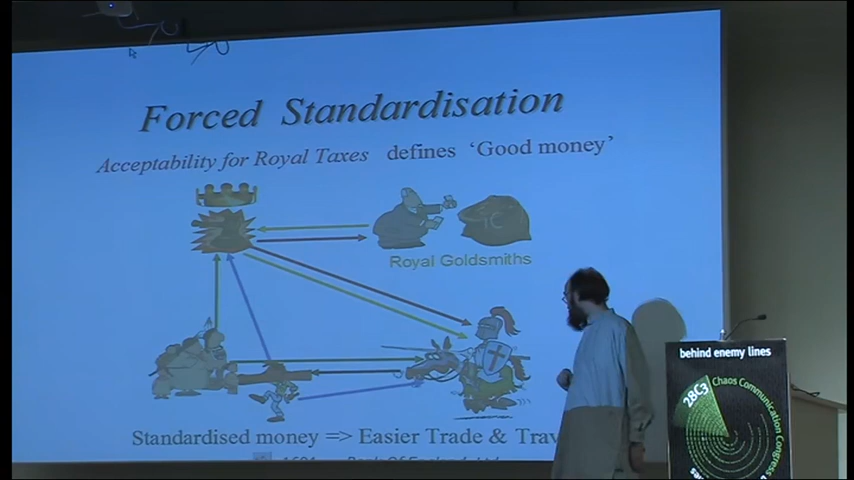 Forced Standardisation
Acceptability for Royal Taxes defines 'Good money'
Royal Goldsmiths
Standardised money => Easier Trade & Trav
behind enemy lines
28C3
Chaos Communication